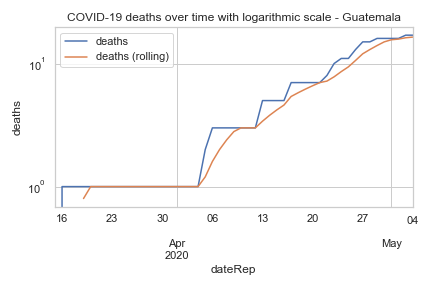 COVID-19 deaths over time with logarithmic scale - Guatemala
deaths
deaths (rolling)
10¹
10⁰
deaths
16 23 30 06 13 20 27 04
Apr May
2020
dateRep